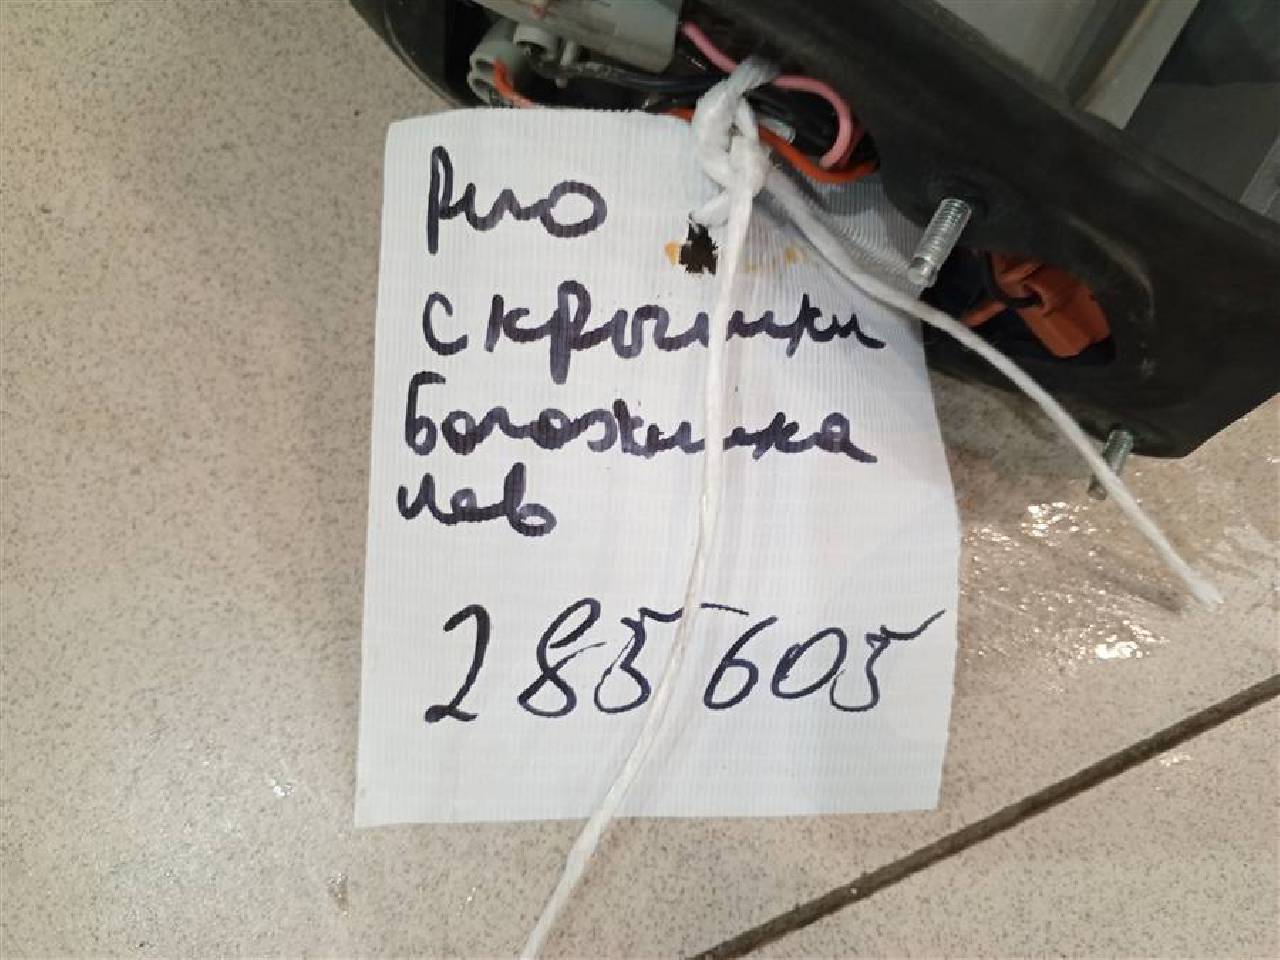 Рио
с крышки
багажника
лев
285605